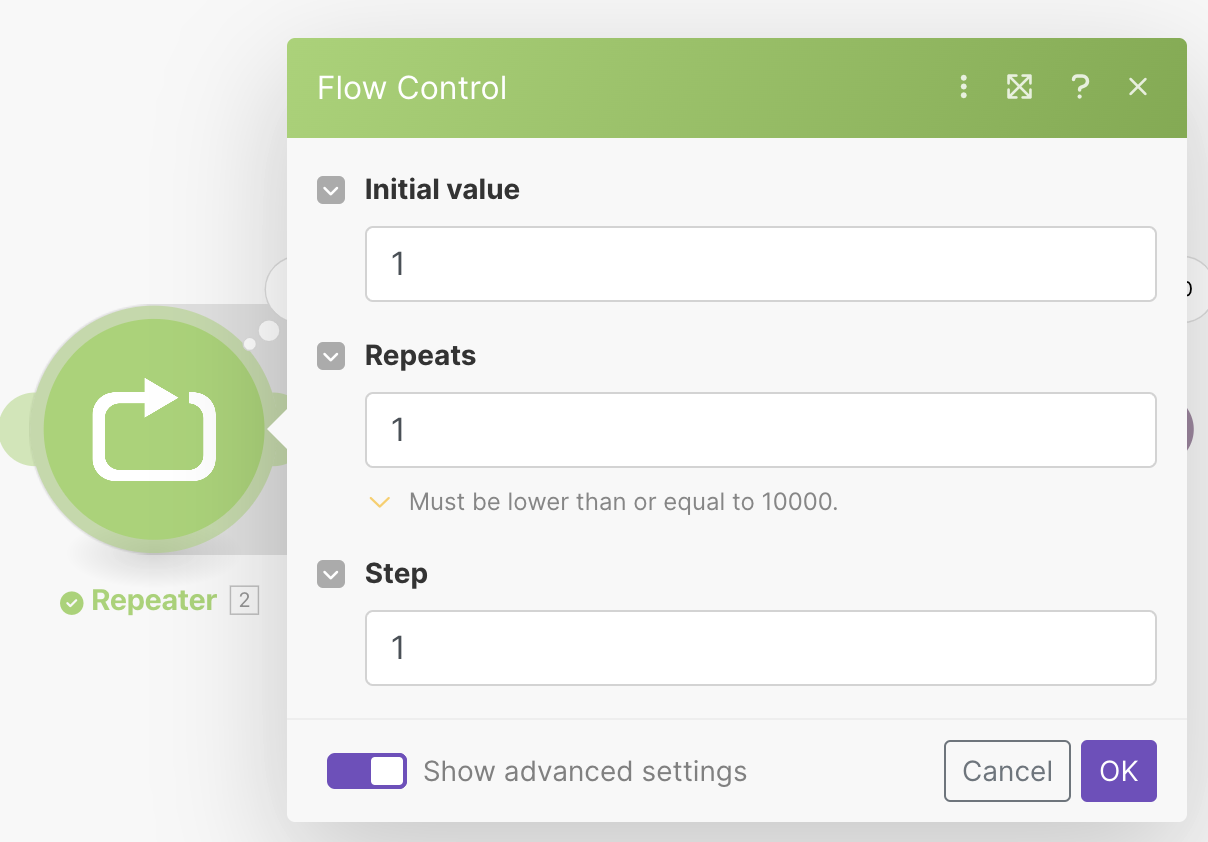 Flow Control
Initial value
1
Repeats
1
Must be lower than or equal to 10000.
Step
1
Repeater 2
Show advanced settings
Cancel
OK